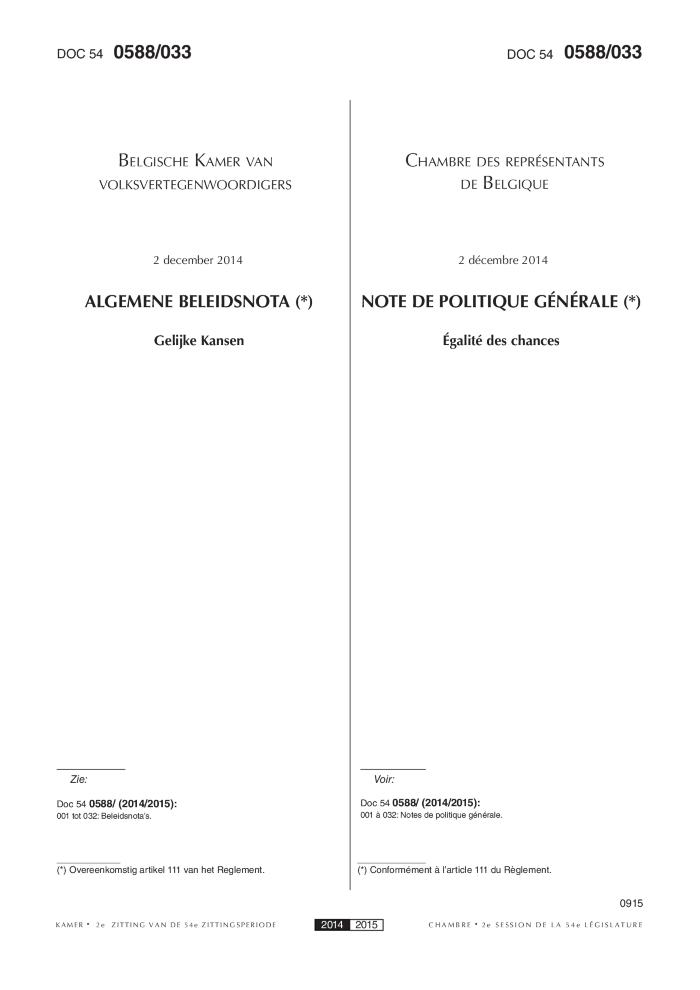 DOC 54 0588/033
DOC 54 0588/033
BELGISCHE KAMER VAN
VOLKSVERTEGENWOORDIGERS
2 december 2014
ALGEMENE BELEIDSNOTA (*)
Gelijke Kansen
CHAMBRE DES REPRÉSENTANTS
DE BELGIQUE
2 décembre 2014
NOTE DE POLITIQUE GÉNÉRALE (*)
Égalité des chances
Zie:
Doc 54 0588/ (2014/2015):
001 tot 032: Beleidsnota's.
(*) Overeenkomstig artikel 111 van het Reglement.
Voir:
Doc 54 0588/ (2014/2015):
001 à 032: Notes de politique générale.
(*) Conformément à l'article 111 du Règlement.
0915
KAMER • 2e ZITTING VAN DE 54e ZITTINGSPERIODE
2014 2015
CHAMBRE • 2e SESSION DE LA 54e LÉGISLATURE